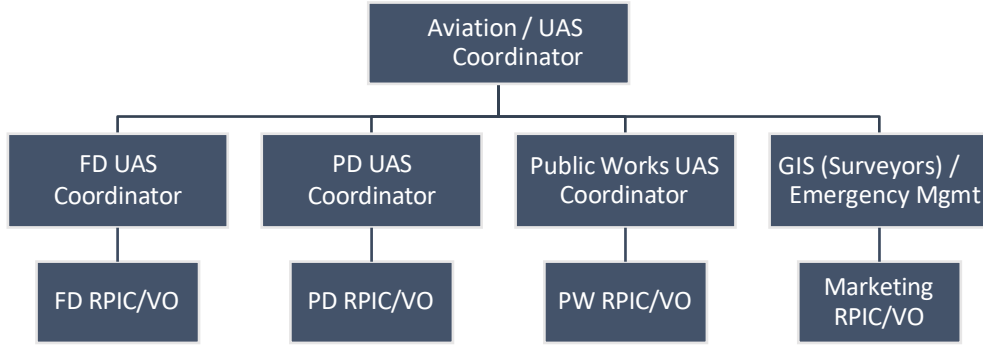 Aviation / UAS
Coordinator
FD UAS
Coordinator
PD UAS
Coordinator
Public Works UAS
Coordinator
GIS (Surveyors) /
Emergency Mgmt
FD RPIC/VO
PD RPIC/VO
PW RPIC/VO
Marketing
RPIC/VO